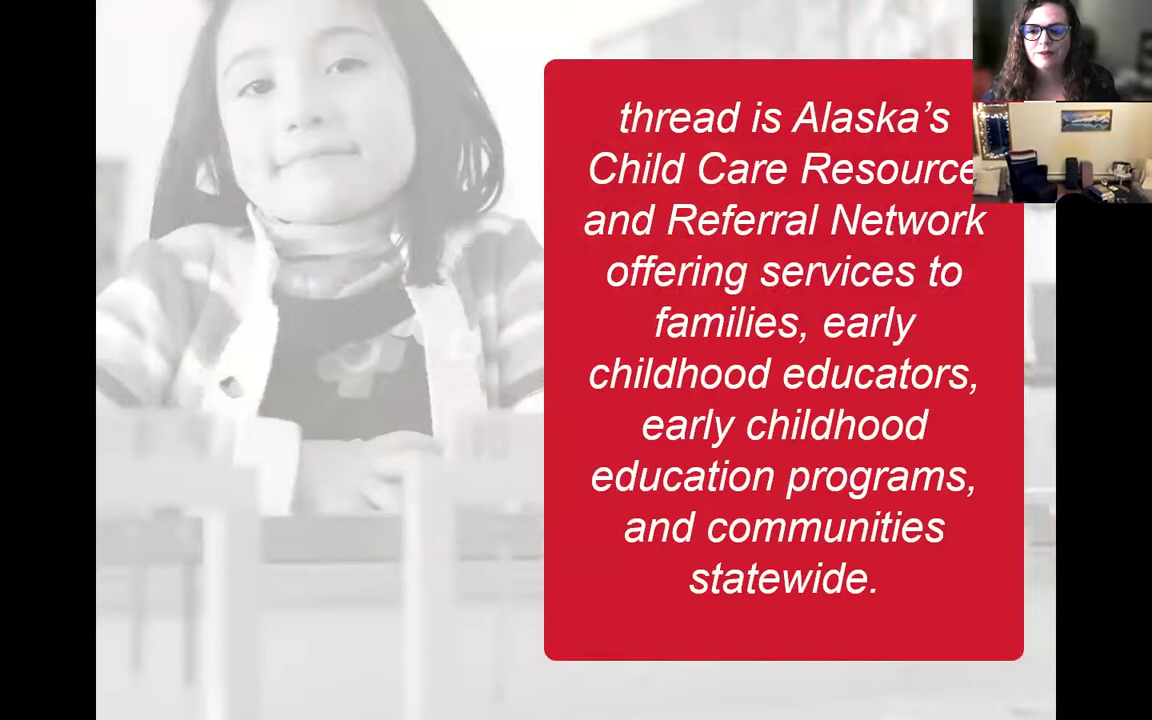 thread is Alaska’s
Child Care Resource
and Referral Network
offering services to
families, early
childhood educators,
early childhood
education programs,
and communities
statewide.